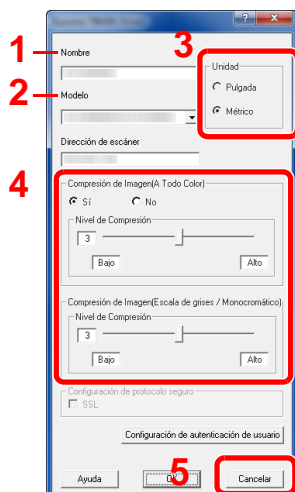 1
Nombre
2
Modelo
Dirección de escáner
3
Unidad
Pulgada
Métrico
4
Compresión de Imagen(A Todo Color)
Sí No
Nivel de Compresión
3
Bajo Alto
Compresión de Imagen(Escala de grises / Monocromático)
Nivel de Compresión
3
Bajo Alto
Configuración de protocolo seguro
SSL
Configuración de autenticación de usuario
5
Ayuda Cancelar